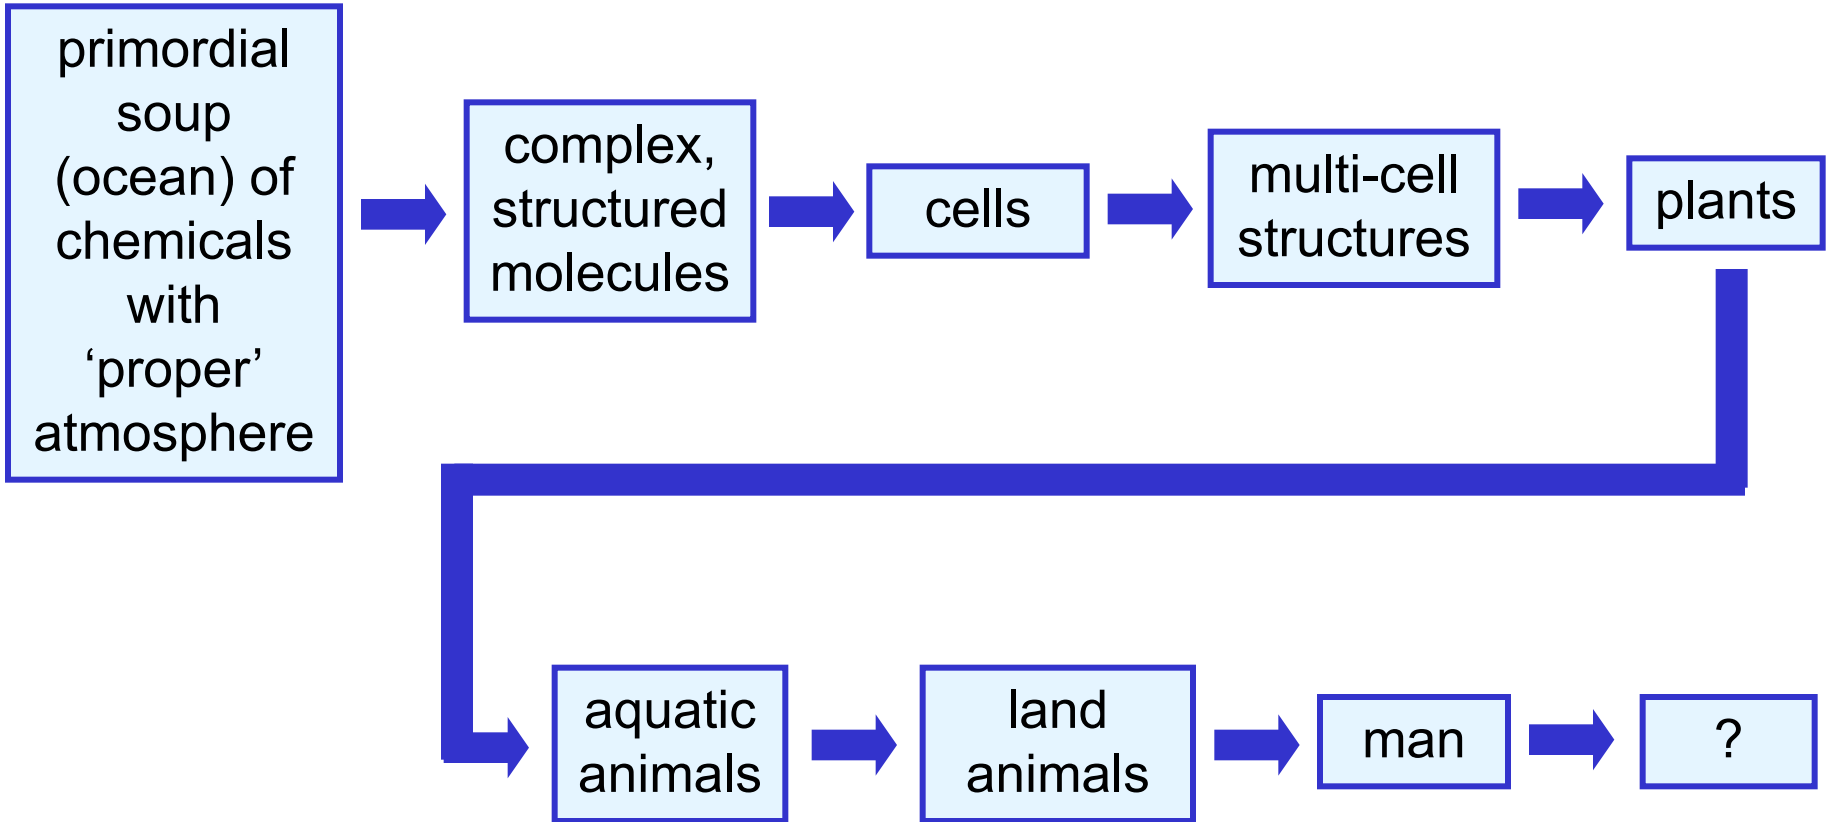 primordial
soup
(ocean) of
chemicals
with
‘proper’
atmosphere
complex,
structured
molecules
cells
multi-cell
structures
plants
aquatic
animals
land
animals
man
?